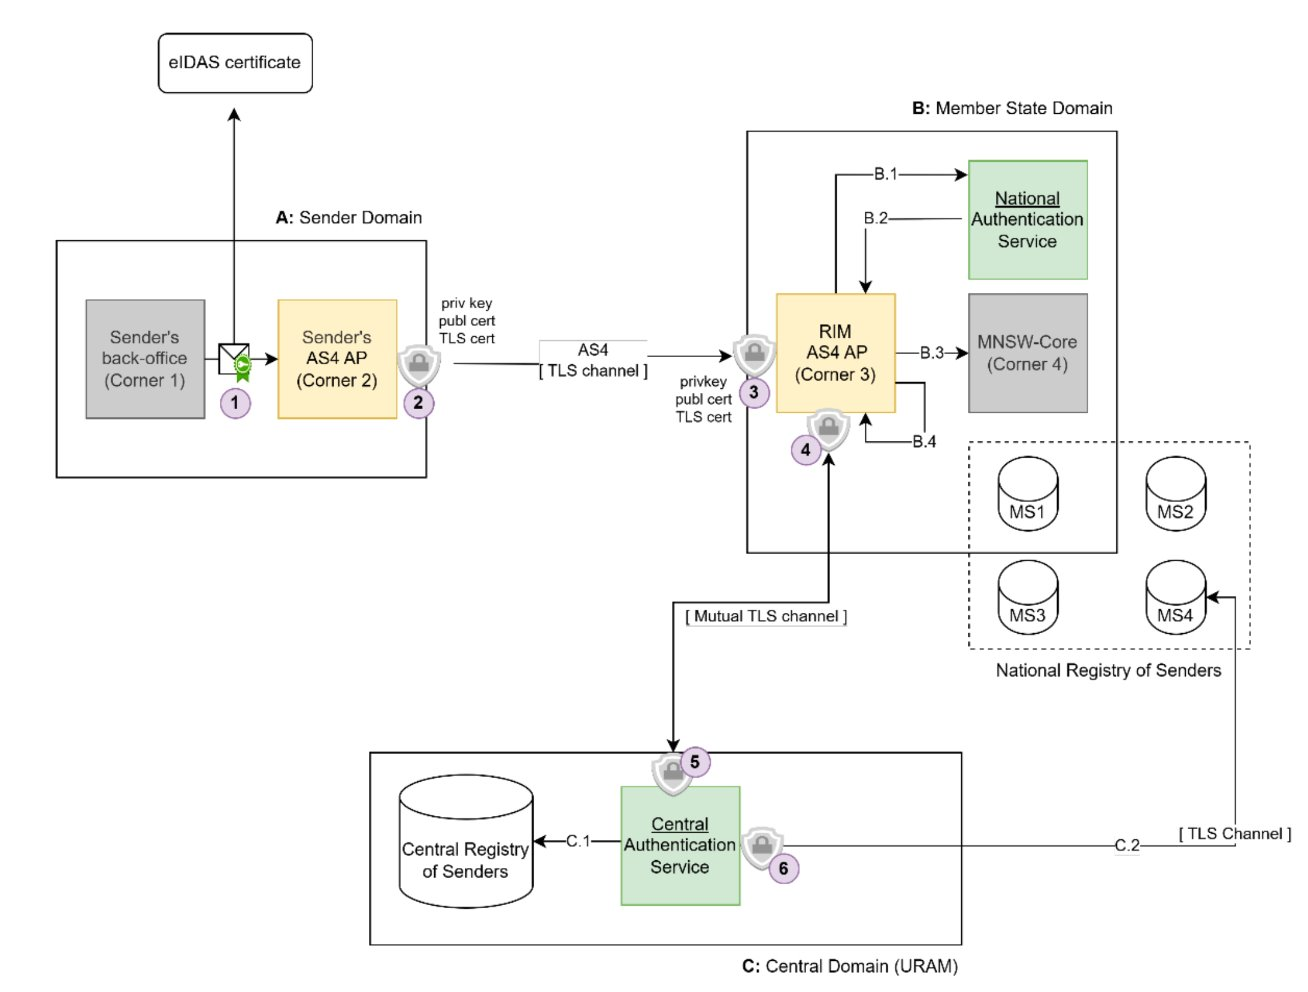 eIDAS certificate
B: Member State Domain
A: Sender Domain
B.1
National
Authentication
Service
B.2
priv key
publ cert
TLS cert
Sender's
back-office
(Corner 1)
Sender's
AS4 AP
(Corner 2)
AS4
[ TLS channel ]
RIM
AS4 AP
(Corner 3)
B.3
MNSW-Core
(Corner 4)
privkey
publ cert
TLS cert
1
2
3
4
B.4
MS1
MS2
MS3
MS4
[ Mutual TLS channel ]
National Registry of Senders
5
Central Registry
of Senders
C.1
Central
Authentication
Service
6
C.2
[ TLS Channel ]
C: Central Domain (URAM)